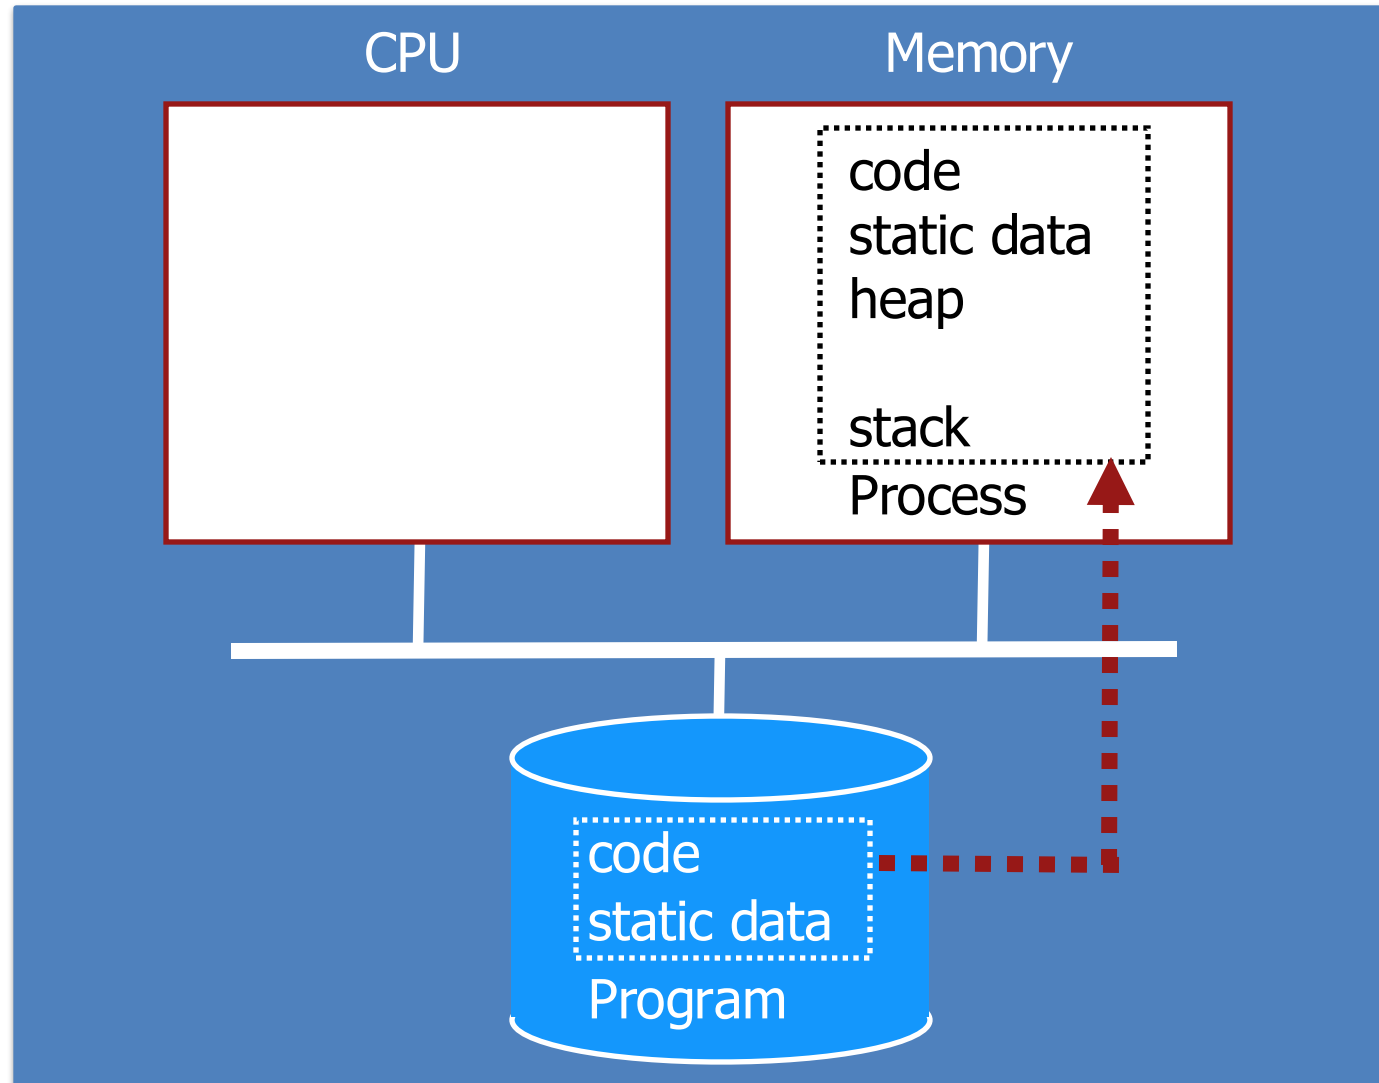 CPU
Memory
code
static data
heap
stack
Process
code
static data
Program